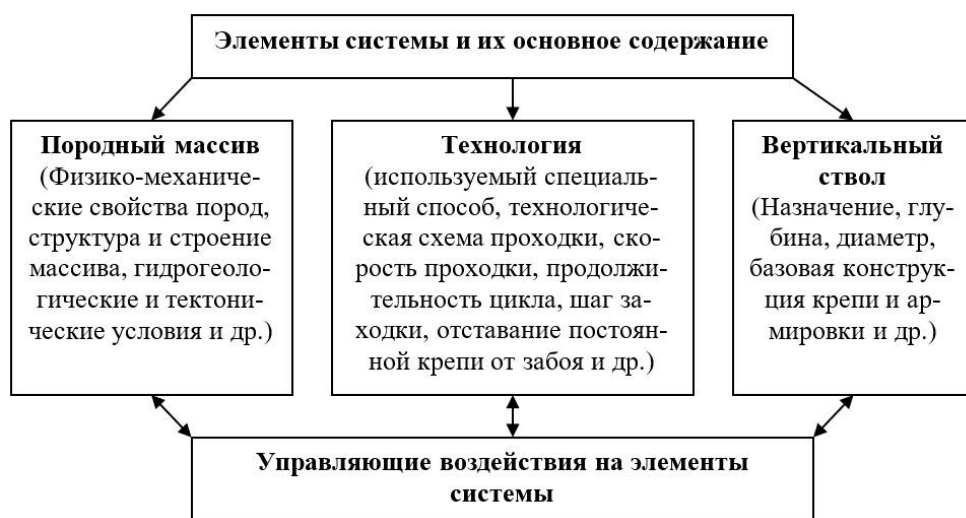 Элементы системы и их основное содержание
Породный массив
(Физико-механиче-
ские свойства пород,
структура и строение
массива, гидрогеоло-
гические и тектони-
ческие условия и др.)
Технология
(используемый специаль-
ный способ, технологиче-
ская схема проходки, ско-
рость проходки, продолжи-
тельность цикла, шаг за-
ходки, отставание постоян-
ной крепи от забоя и др.)
Вертикальный
ствол
(Назначение, глу-
бина, диаметр,
базовая конструк-
ция крепи и ар-
мировки и др.)
Управляющие воздействия на элементы
системы